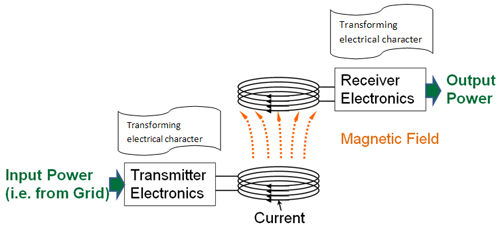 Transforming
electrical character
Receiver
Electronics
Output
Power
Transforming
electrical character
Magnetic Field
Input Power
(i.e. from Grid)
Transmitter
Electronics
Current